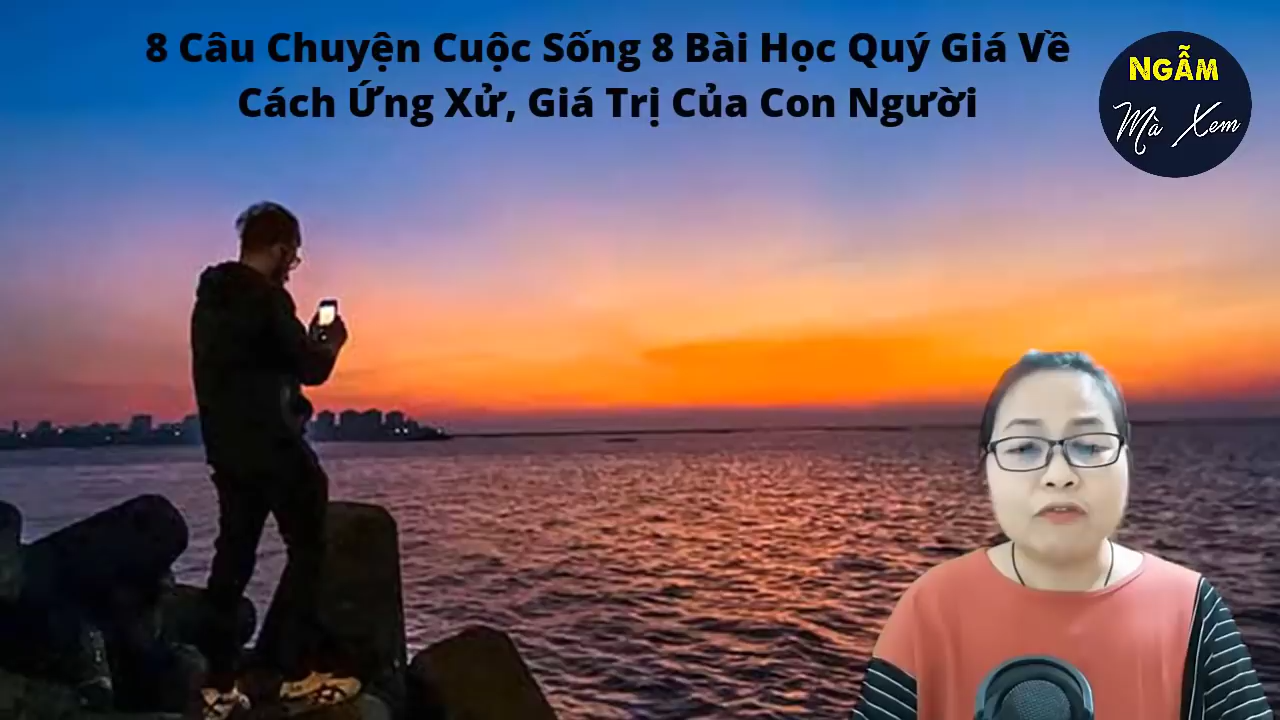 8 Câu Chuyện Cuộc Sống 8 Bài Học Quý Giá Về
Cách Ứng Xử, Giá Trị Của Con Người
NGẪM
Mà Xem